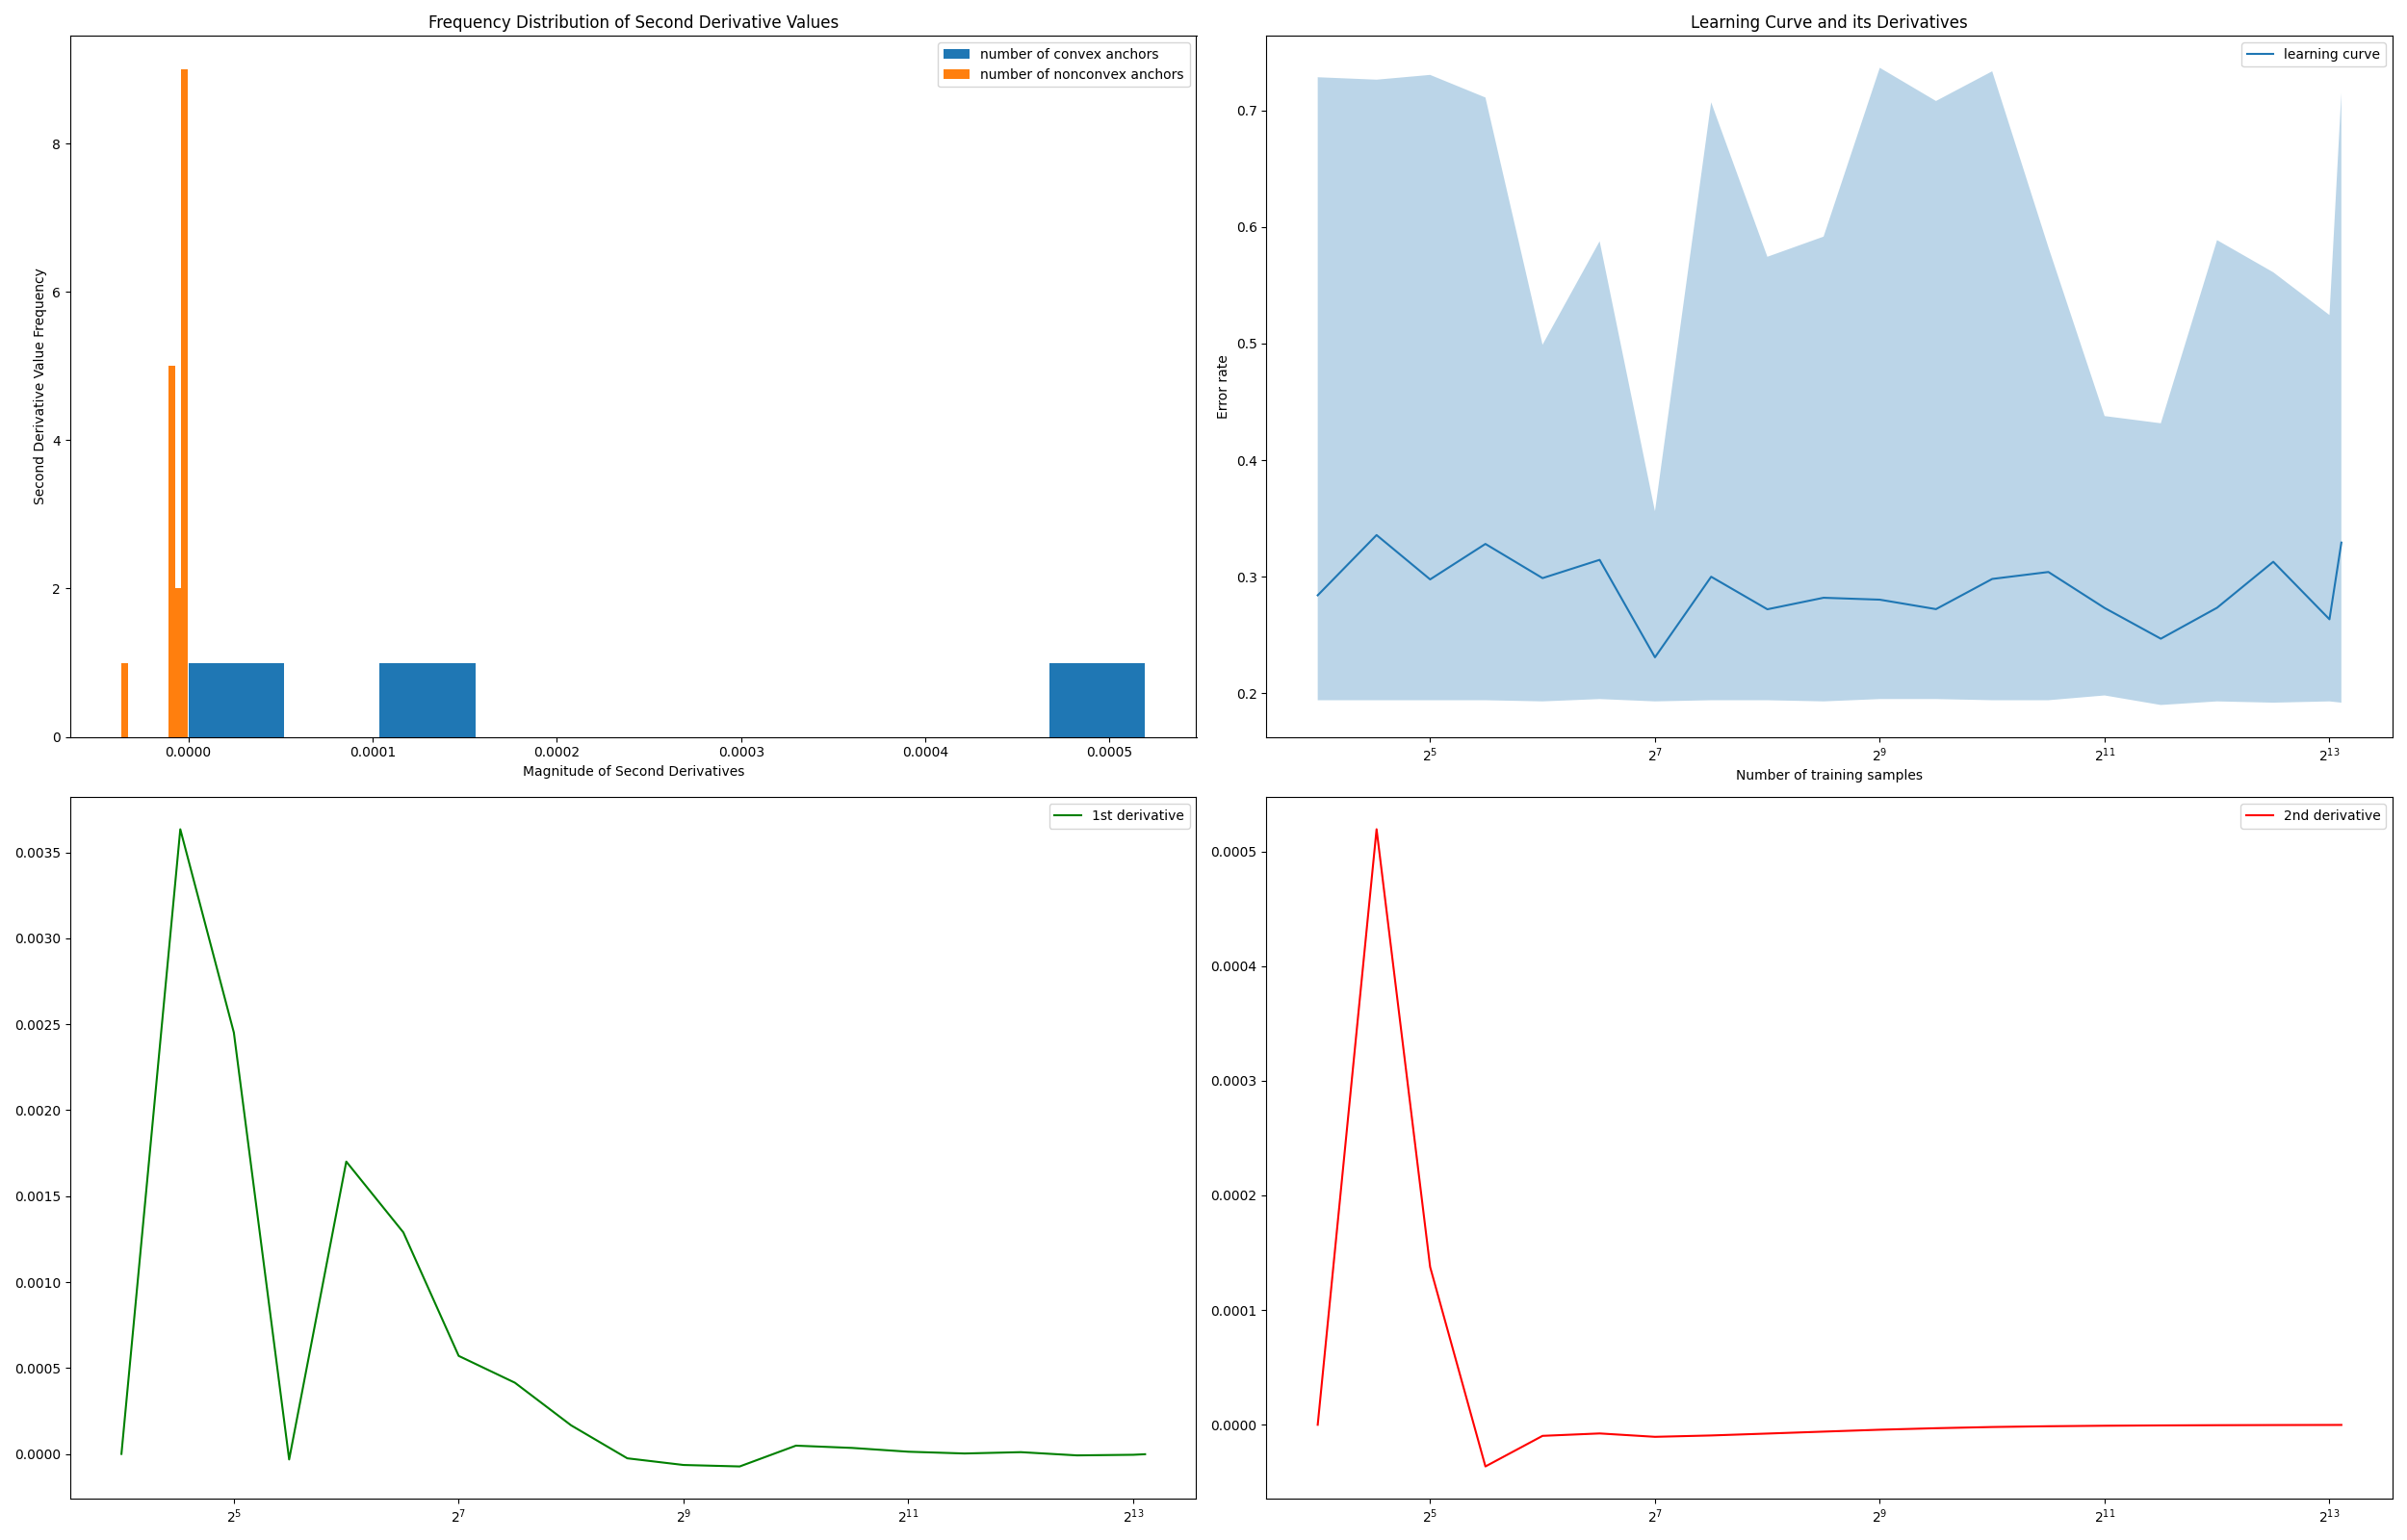 Frequency Distribution of Second Derivative Values
number of convex anchors
number of nonconvex anchors
Second Derivative Value Frequency
8
6
4
2
0
0.0000 0.0001 0.0002 0.0003 0.0004 0.0005
Magnitude of Second Derivatives
Learning Curve and its Derivatives
learning curve
Error rate
0.7
0.6
0.5
0.4
0.3
0.2
2^5 2^7 2^9 2^11 2^13
Number of training samples
1st derivative
0.0035
0.0030
0.0025
0.0020
0.0015
0.0010
0.0005
0.0000
2^5 2^7 2^9 2^11 2^13
2nd derivative
0.0005
0.0004
0.0003
0.0002
0.0001
0.0000
2^5 2^7 2^9 2^11 2^13